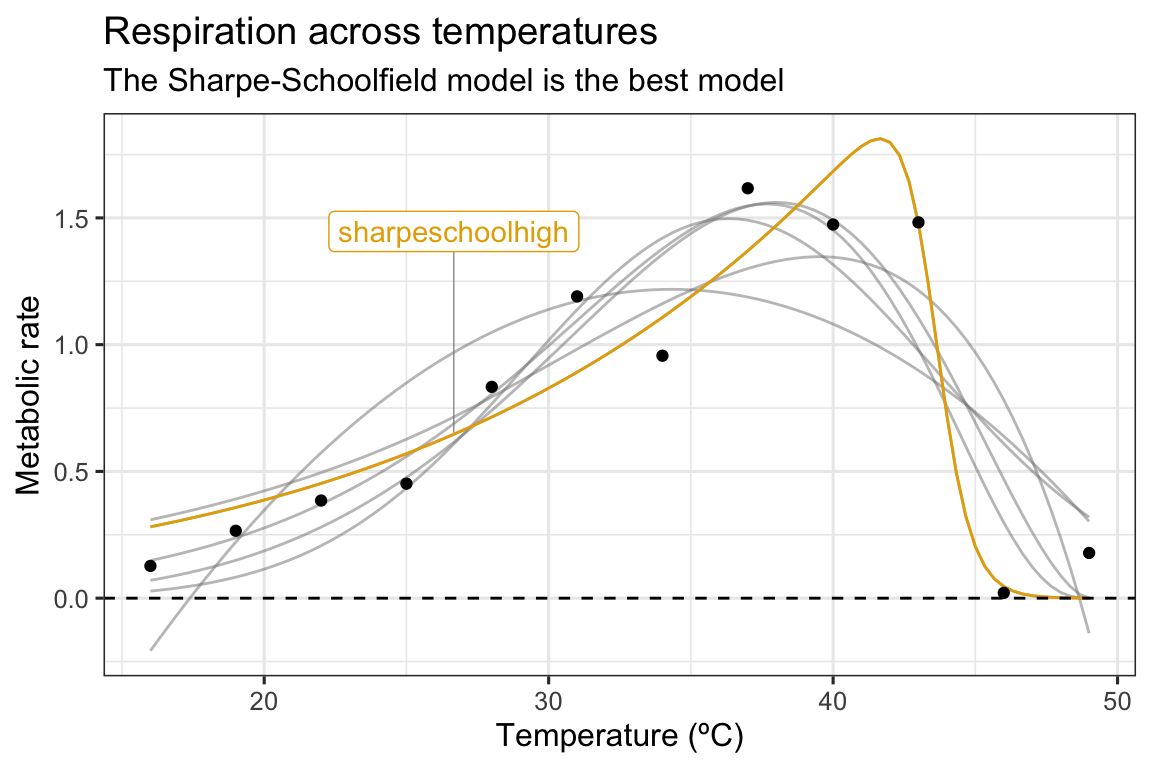 Respiration across temperatures
The Sharpe-Schoolfield model is the best model
sharpeschoolhigh
1.5
1.0
0.5
0.0
Metabolic rate
20 30 40 50
Temperature (ºC)